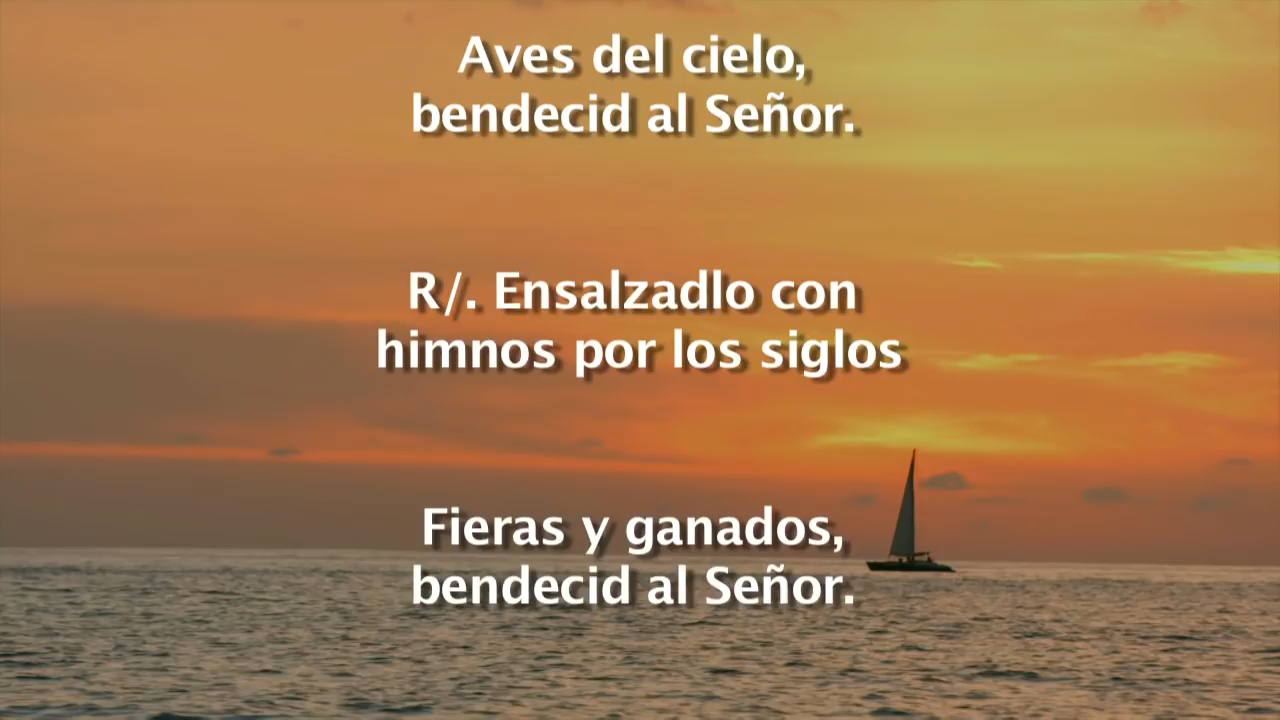 Aves del cielo,
bendecid al Señor.
R/. Ensalzadlo con
himnos por los siglos
Fieras y ganados,
bendecid al Señor.